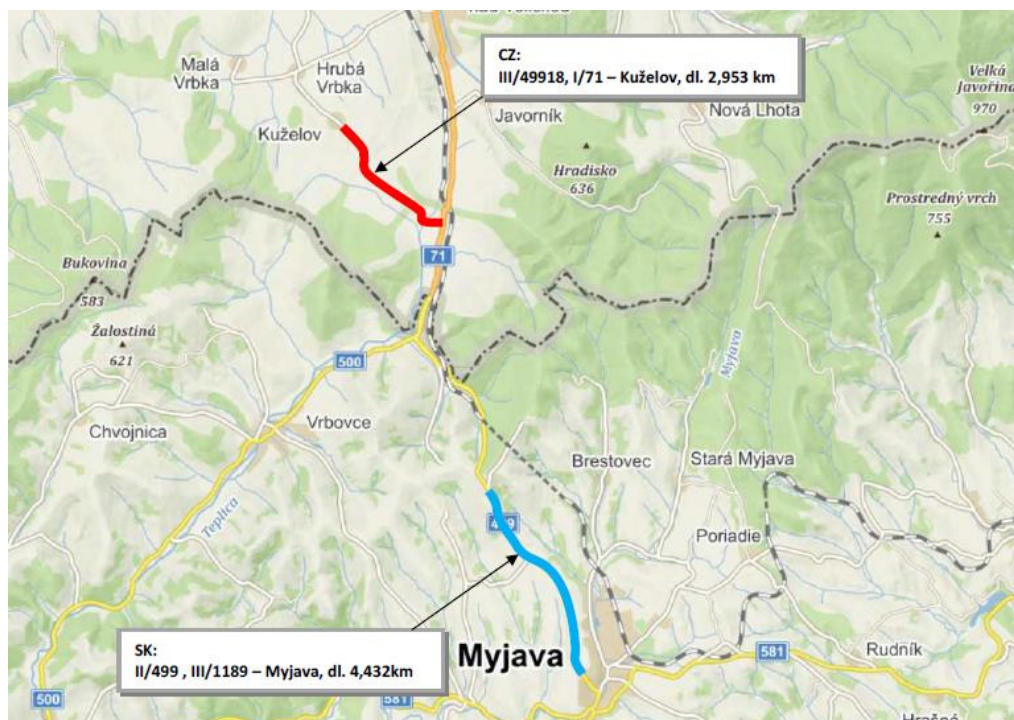 CZ:
III/49918, I/71 – Kuželov, dl. 2,953 km
Malá
Vrbka
Hrubá
Vrbka
Kuželov
Javorník
Nová Lhota
Velká
Javořina
970
Hradisko
636
Prostredný vrch
755
71
Bukovina
583
Žalostiná
621
500
Chvojnica
Vrbovce
Teplica
Myjava
Brestovec
Stará Myjava
Poriadie
SK:
II/499 , III/1189 – Myjava, dl. 4,432km
Myjava
581
Rudník
500
581